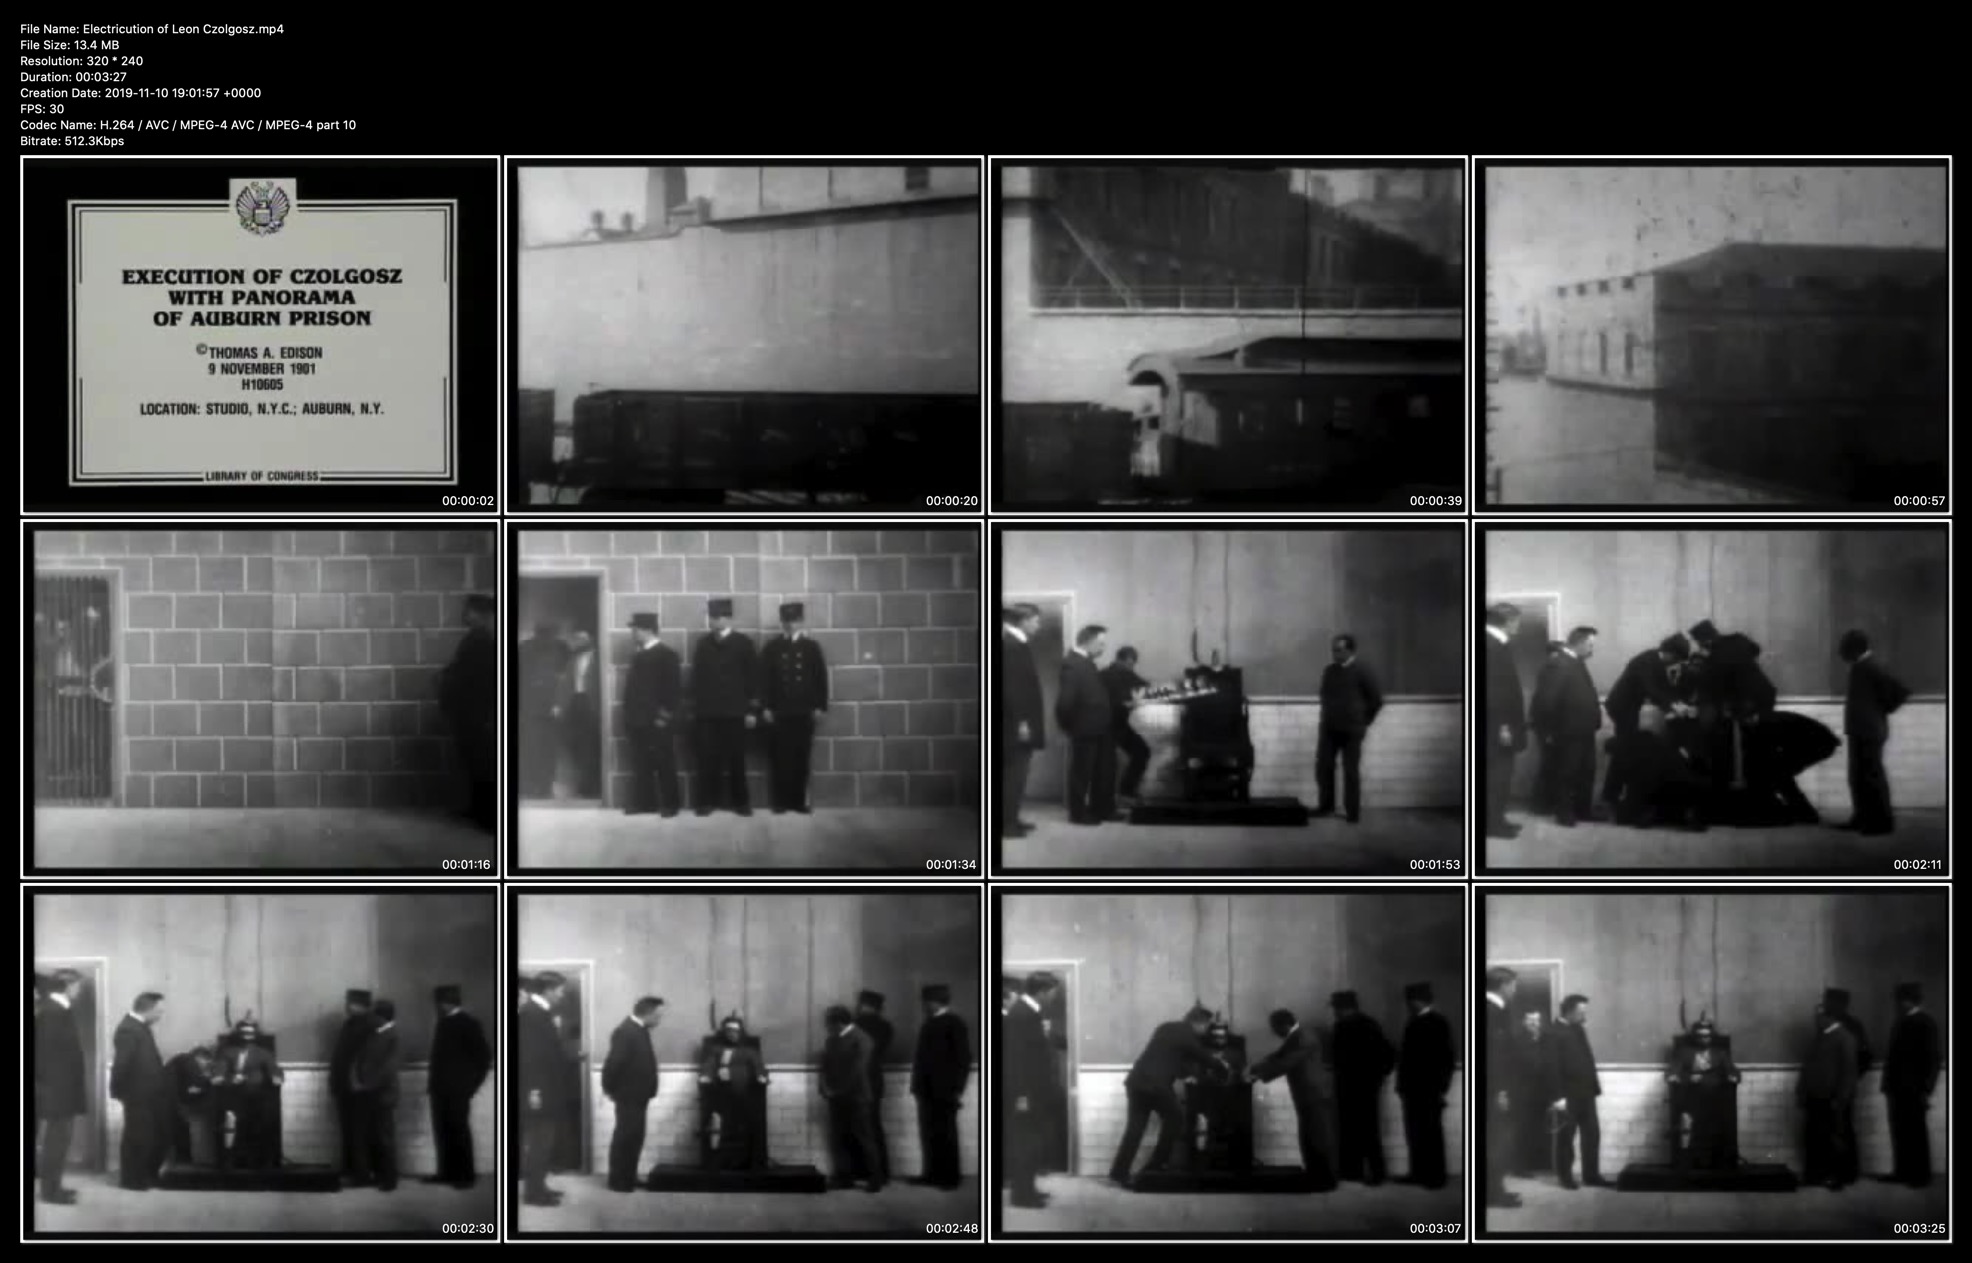 File Name: Electricution of Leon Czolgosz.mp4
File Size: 13.4 MB
Resolution: 320 * 240
Duration: 00:03:27
Creation Date: 2019-11-10 19:01:57 +0000
FPS: 30
Codec Name: H.264 / AVC / MPEG-4 AVC / MPEG-4 part 10
Bitrate: 512.3Kbps
EXECUTION OF CZOLGOSZ
WITH PANORAMA
OF AUBURN PRISON
©THOMAS A. EDISON
9 NOVEMBER 1901
H10605
LOCATION: STUDIO, N.Y.C.; AUBURN, N.Y.
LIBRARY OF CONGRESS
00:00:02
00:00:20
00:00:39
00:00:57
00:01:16
00:01:34
00:01:53
00:02:11
00:02:30
00:02:48
00:03:07
00:03:25